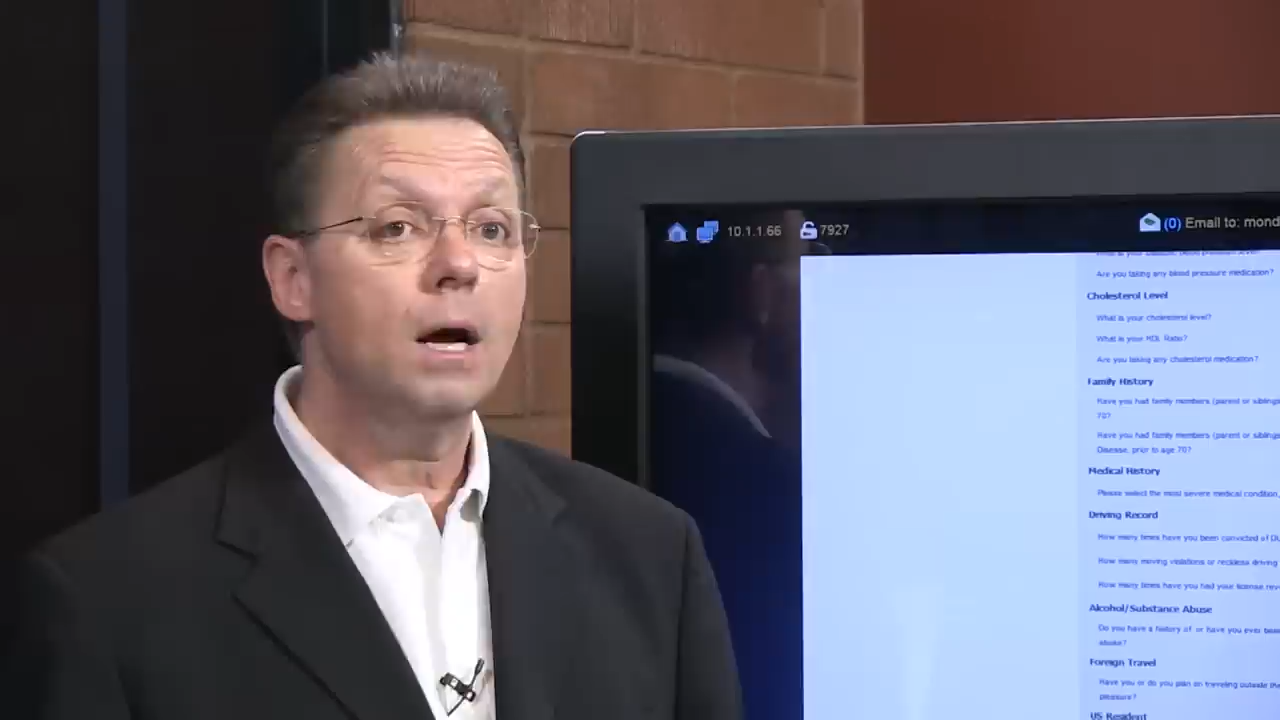 10.1.1.66 7927 (0) Email to: mond
Are you taking any blood pressure medication?
Cholesterol Level
What is your cholesterol level?
What is your HDL Ratio?
Are you taking any cholesterol medication?
Family History
Have you had family members (parent or siblings
70?
Have you had family members (parent or siblings
Disease, prior to age 70?
Medical History
Please select the most severe medical condition,
Driving Record
How many times have you been convicted of DU
How many moving violations or reckless driving
How many times have you had your license rev
Alcohol/Substance Abuse
Do you have a history of or have you ever been
abuse?
Foreign Travel
Have you or do you plan on traveling outside the
pleasure?
US Resident